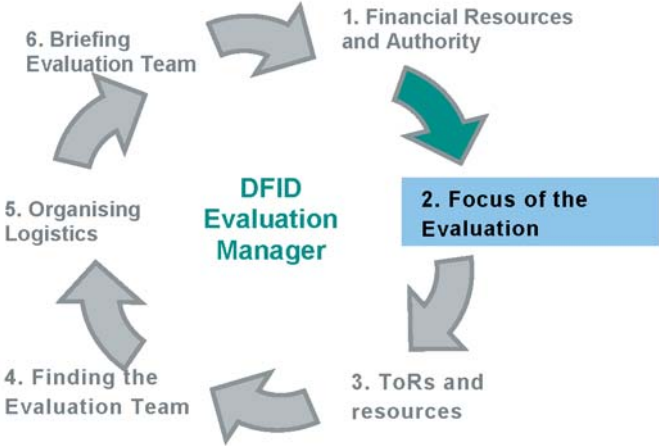 1. Financial Resources
and Authority
2. Focus of the
Evaluation
3. ToRs and
resources
4. Finding the
Evaluation Team
5. Organising
Logistics
6. Briefing
Evaluation Team
DFID
Evaluation
Manager